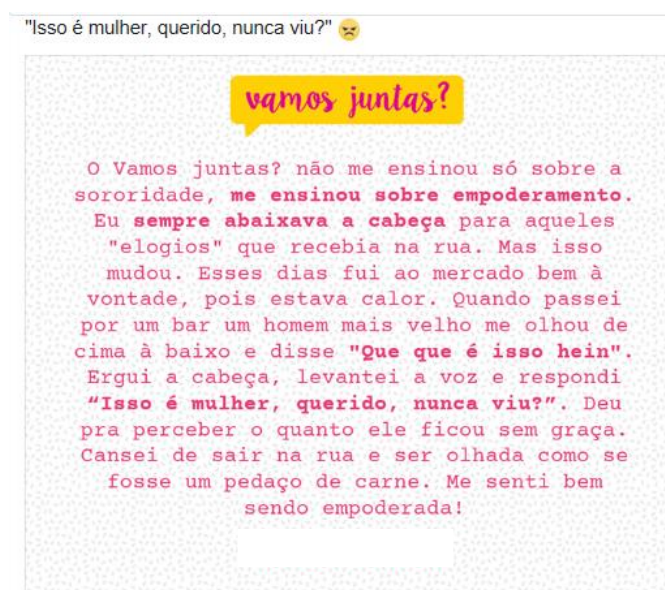 "Isso é mulher, querido, nunca viu?" 😠
vamos juntas?
O Vamos juntas? não me ensinou só sobre a
sororidade, me ensinou sobre empoderamento.
Eu sempre abaixava a cabeça para aqueles
"elogios" que recebia na rua. Mas isso
mudou. Esses dias fui ao mercado bem à
vontade, pois estava calor. Quando passei
por um bar um homem mais velho me olhou de
cima à baixo e disse "Que que é isso hein".
Ergui a cabeça, levantei a voz e respondi
“Isso é mulher, querido, nunca viu?”. Deu
pra perceber o quanto ele ficou sem graça.
Cansei de sair na rua e ser olhada como se
fosse um pedaço de carne. Me senti bem
sendo empoderada!